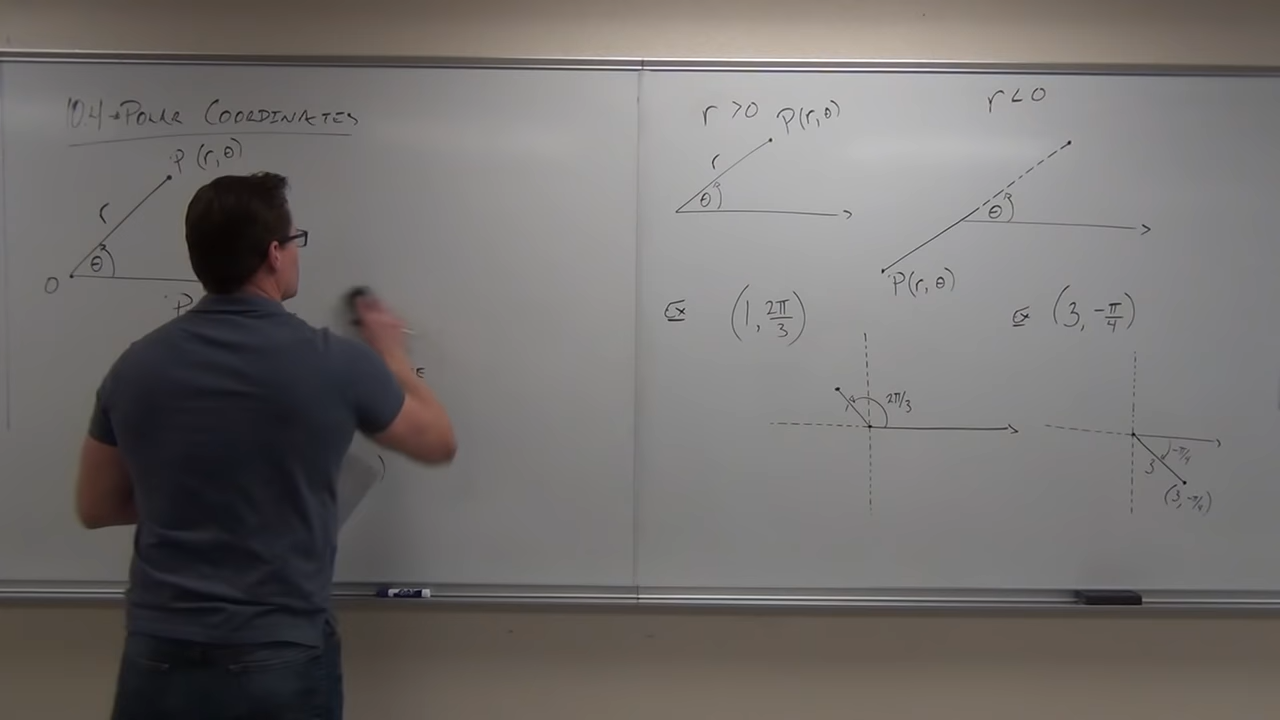 10.4 → Polar Coordinates
P (r, θ)
r
θ
O
P
r > 0
P(r, θ)
r
θ
r < 0
θ
P(r, θ)
Ex (1, 2π/3)
2π/3
1
Ex (3, -π/4)
-π/4
3
(3, -π/4)